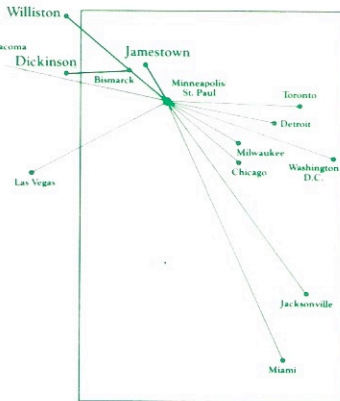 Williston
Jamestown
acoma
Dickinson
Bismarck
Minneapolis
St. Paul
Toronto
Detroit
Milwaukee
Chicago
Washington
D.C.
Las Vegas
Jacksonville
Miami